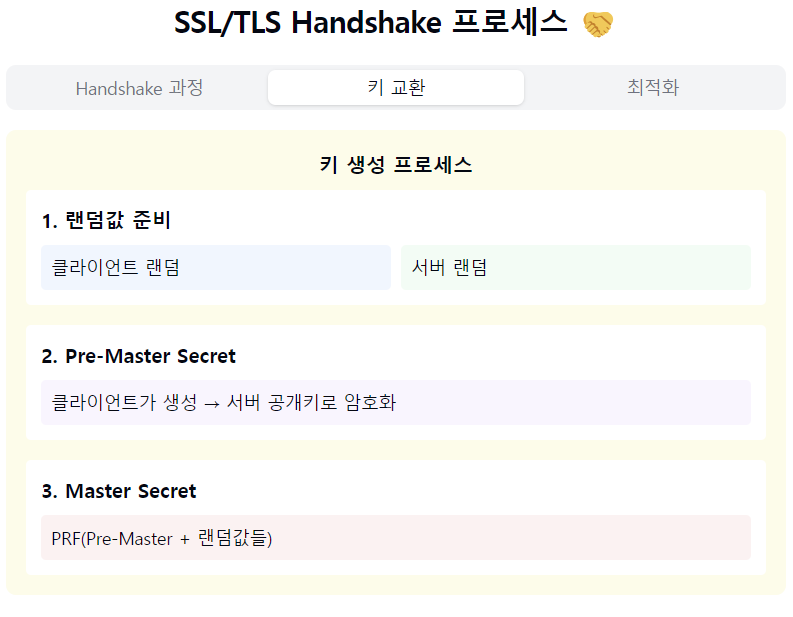 SSL/TLS Handshake 프로세스 🤝
Handshake 과정
키 교환
최적화
키 생성 프로세스
1. 랜덤값 준비
클라이언트 랜덤
서버 랜덤
2. Pre-Master Secret
클라이언트가 생성 → 서버 공개키로 암호화
3. Master Secret
PRF(Pre-Master + 랜덤값들)